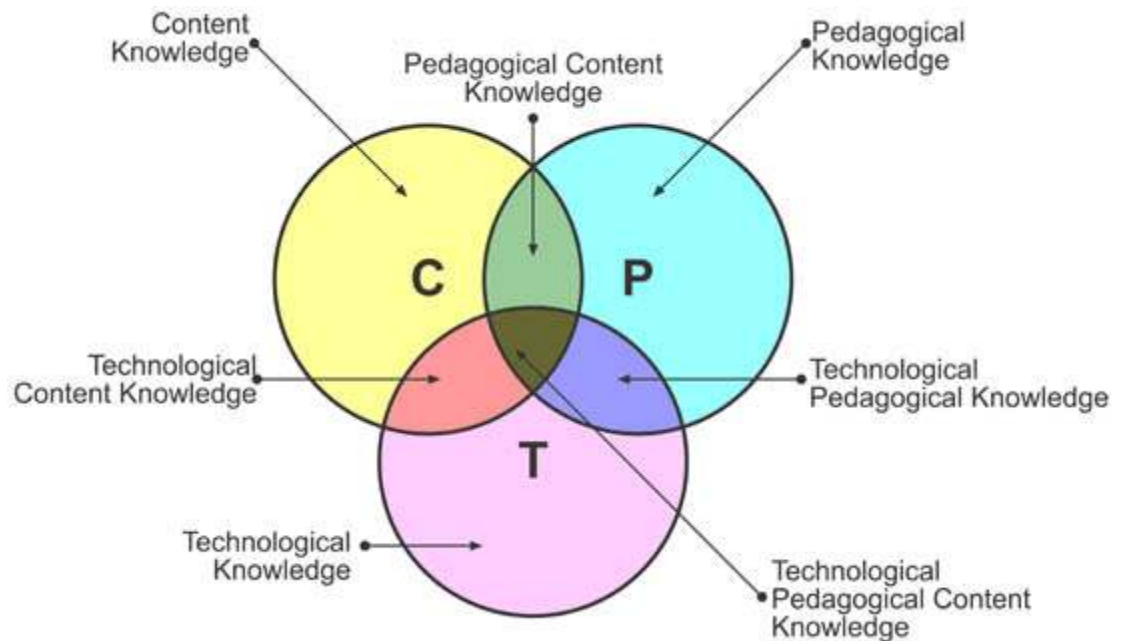 Content
Knowledge
Pedagogical Content
Knowledge
Pedagogical
Knowledge
C
P
Technological
Content Knowledge
Technological
Pedagogical Knowledge
T
Technological
Knowledge
Technological
Pedagogical Content
Knowledge